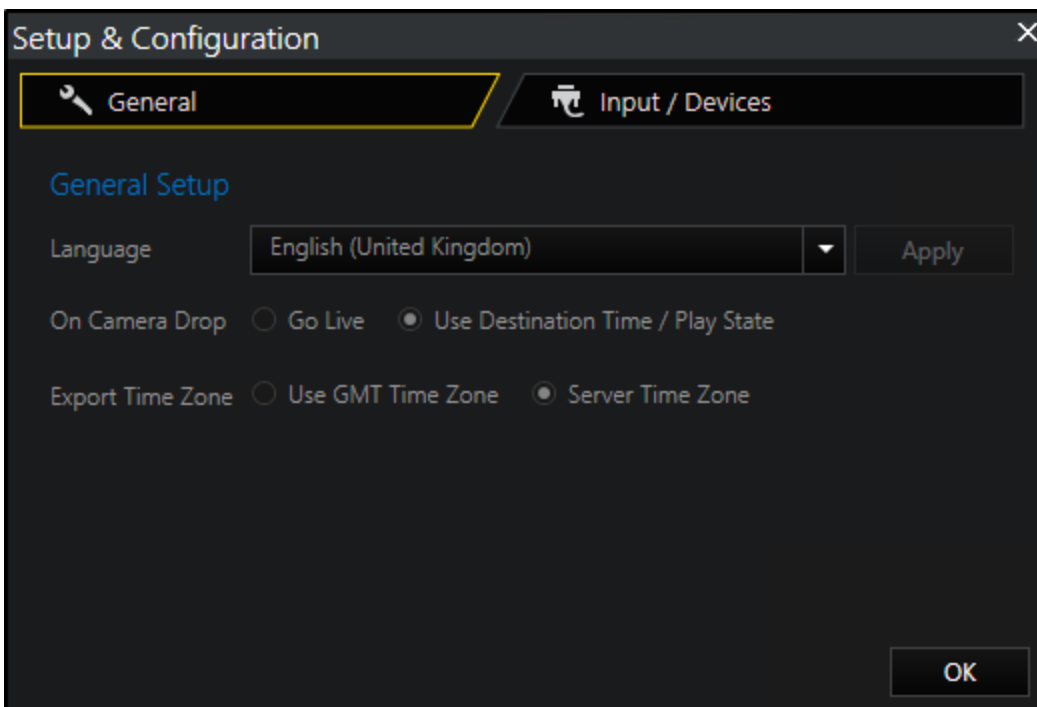 Setup & Configuration
General
Input / Devices
General Setup
Language English (United Kingdom) Apply
On Camera Drop Go Live Use Destination Time / Play State
Export Time Zone Use GMT Time Zone Server Time Zone
OK